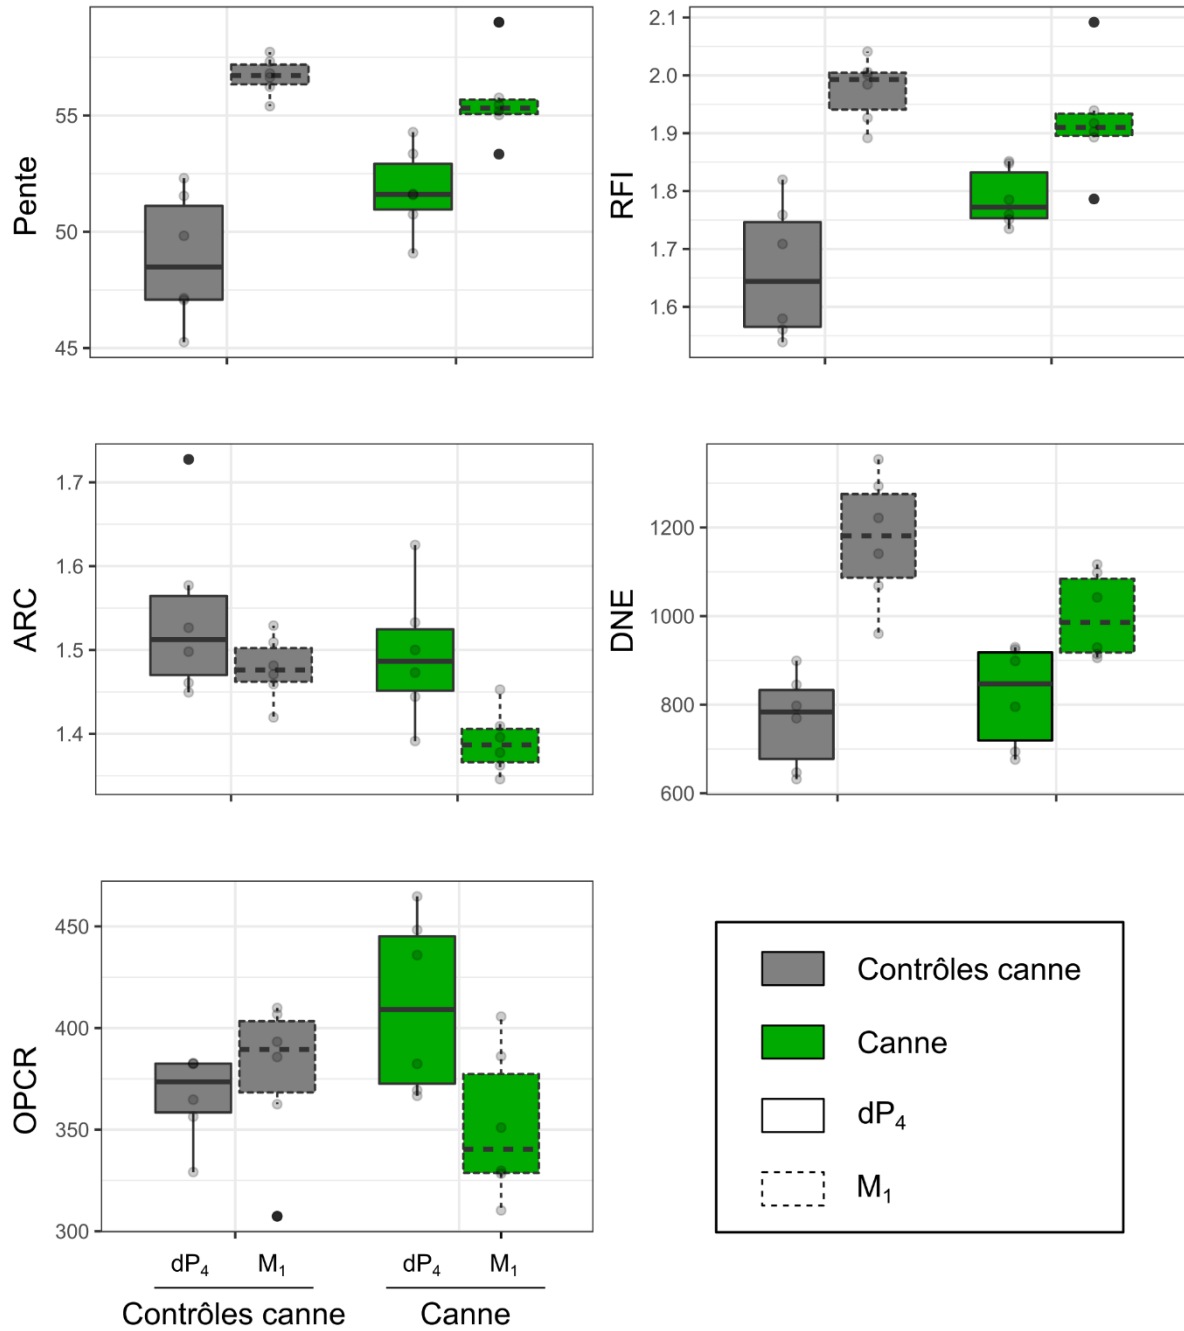 Pente
55
50
45
RFI
2.1
2.0
1.9
1.8
1.7
1.6
ARC
1.7
1.6
1.5
1.4
DNE
1200
1000
800
600
OPCR
450
400
350
300
dP₄ M₁ dP₄ M₁
Contrôles canne Canne
Contrôles canne
Canne
dP₄
M₁